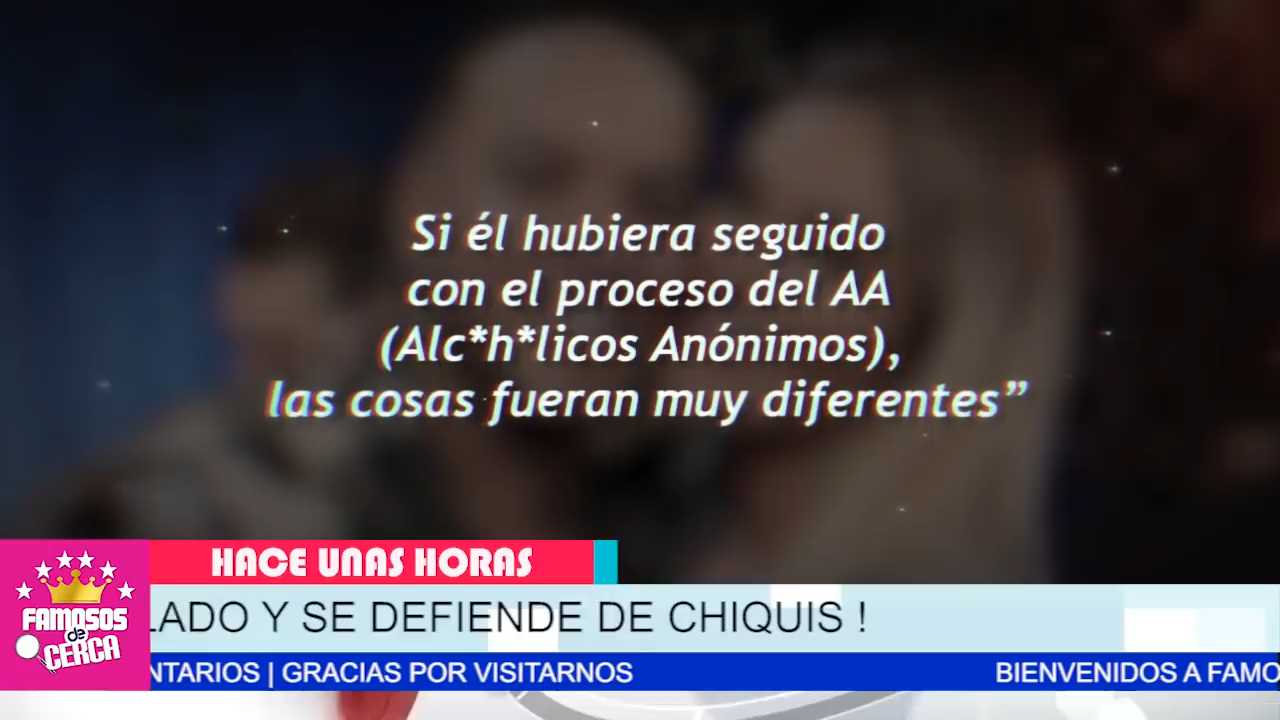 Si él hubiera seguido
con el proceso del AA
(Alc*h*licos Anónimos),
las cosas fueran muy diferentes”
HACE UNAS HORAS
LADO Y SE DEFIENDE DE CHIQUIS !
FAMOSOS
de
CERCA
NTARIOS | GRACIAS POR VISITARNOS
BIENVENIDOS A FAMO